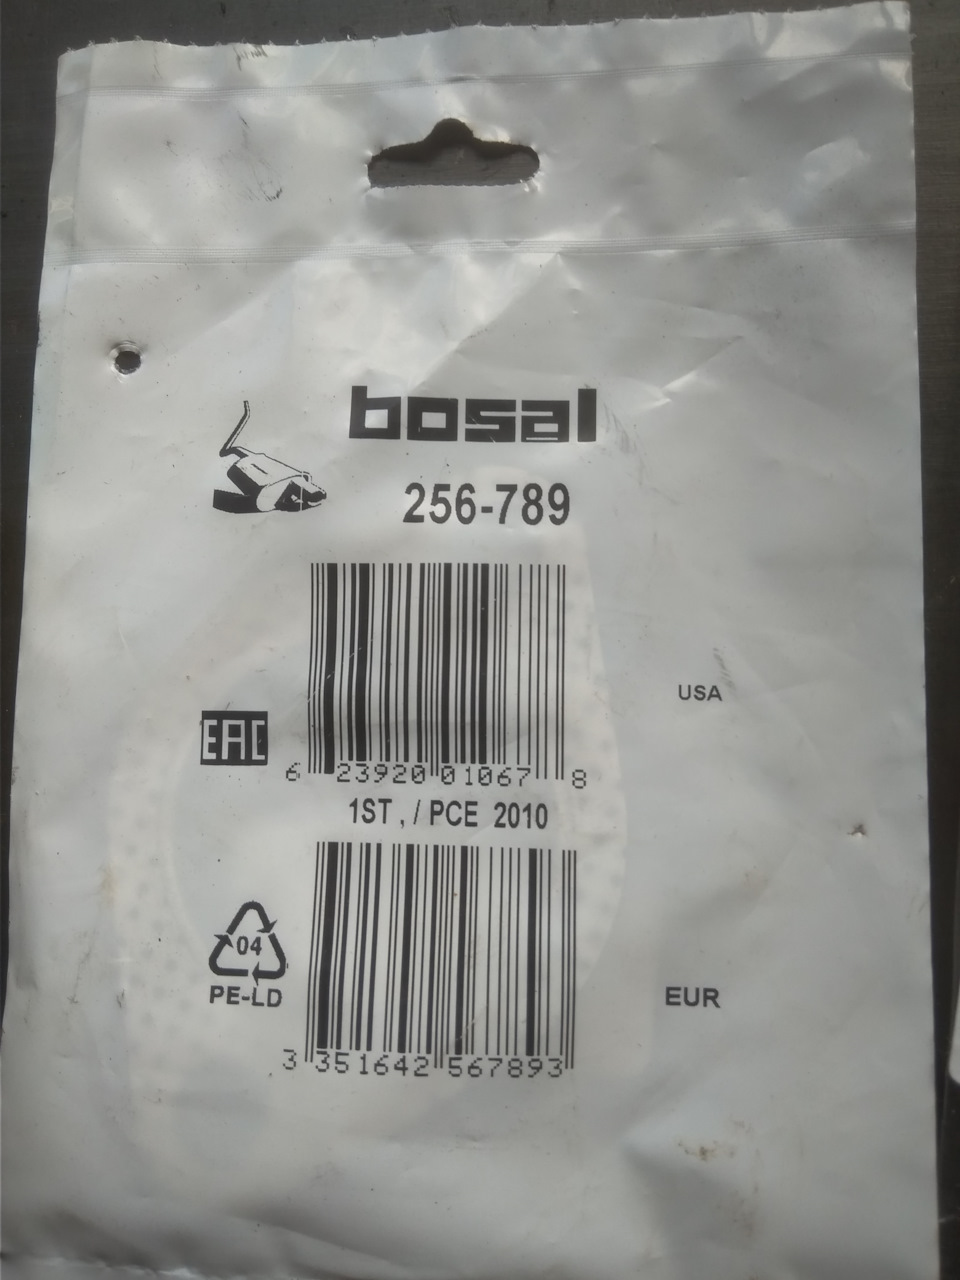 bosal
256-789
USA
EAC
6 23920 01067 8
1ST , / PCE 2010
04
PE-LD
EUR
3 351642 567893